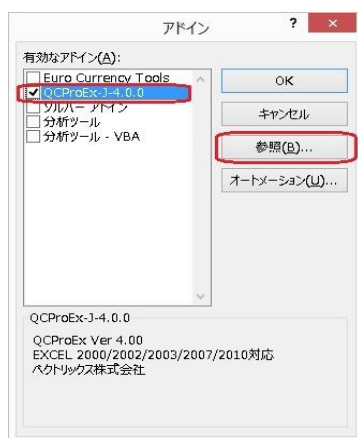 アドイン
? ×
有効なアドイン(A):
Euro Currency Tools
QCProEx-J-4.0.0
ソルバー アドイン
分析ツール
分析ツール - VBA
OK
キャンセル
参照(B)...
オートメーション(U)...
QCProEx-J-4.0.0
QCProEx Ver 4.00
EXCEL 2000/2002/2003/2007/2010対応
ベクトリックス株式会社